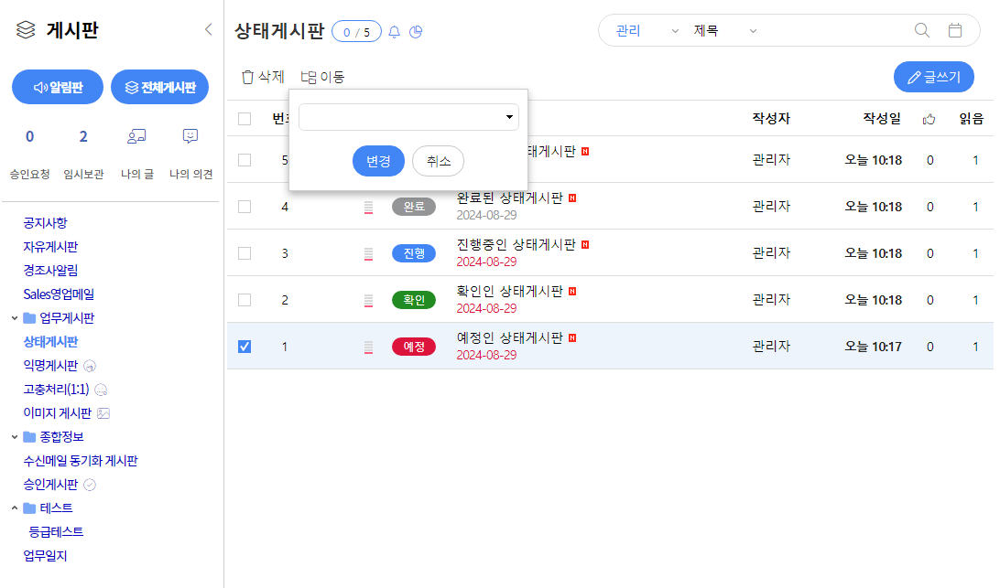 게시판
알림판 전체게시판
0 2
승인요청 임시보관 나의 글 나의 의견
공지사항
자유게시판
경조사알림
Sales영업메일
업무게시판
상태게시판
익명게시판
고충처리(1:1)
이미지 게시판
종합정보
수신메일 동기화 게시판
승인게시판
테스트
등급테스트
업무일지
상태게시판 0 / 5
관리 제목
삭제 이동
글쓰기
작성자 작성일 읽음
변경 취소
5 태게시판 N 관리자 오늘 10:18 0 1
4 완료 완료된 상태게시판 N 관리자 오늘 10:18 0 1
2024-08-29
3 진행 진행중인 상태게시판 N 관리자 오늘 10:18 0 1
2024-08-29
2 확인 확인인 상태게시판 N 관리자 오늘 10:18 0 1
2024-08-29
1 예정 예정인 상태게시판 N 관리자 오늘 10:17 0 1
2024-08-29